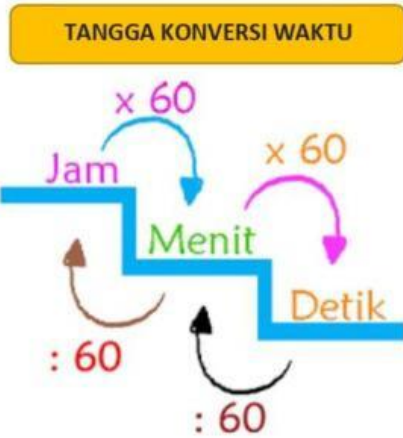 TANGGA KONVERSI WAKTU
x 60
x 60
Jam
Menit
Detik
: 60
: 60